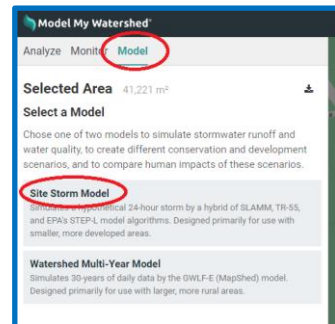 Model My Watershed
Analyze Monitor Model
Selected Area 41,221 m²
Select a Model
Chose one of two models to simulate stormwater runoff and
water quality, to create different conservation and development
scenarios, and to compare human impacts of these scenarios.
Site Storm Model
Simulates a hypothetical 24-hour storm by a hybrid of SLAMM, TR-55,
and EPA's STEP-L model algorithms. Designed primarily for use with
smaller, more developed areas.
Watershed Multi-Year Model
Simulates 30-years of daily data by the GWLF-E (MapShed) model.
Designed primarily for use with larger, more rural areas.